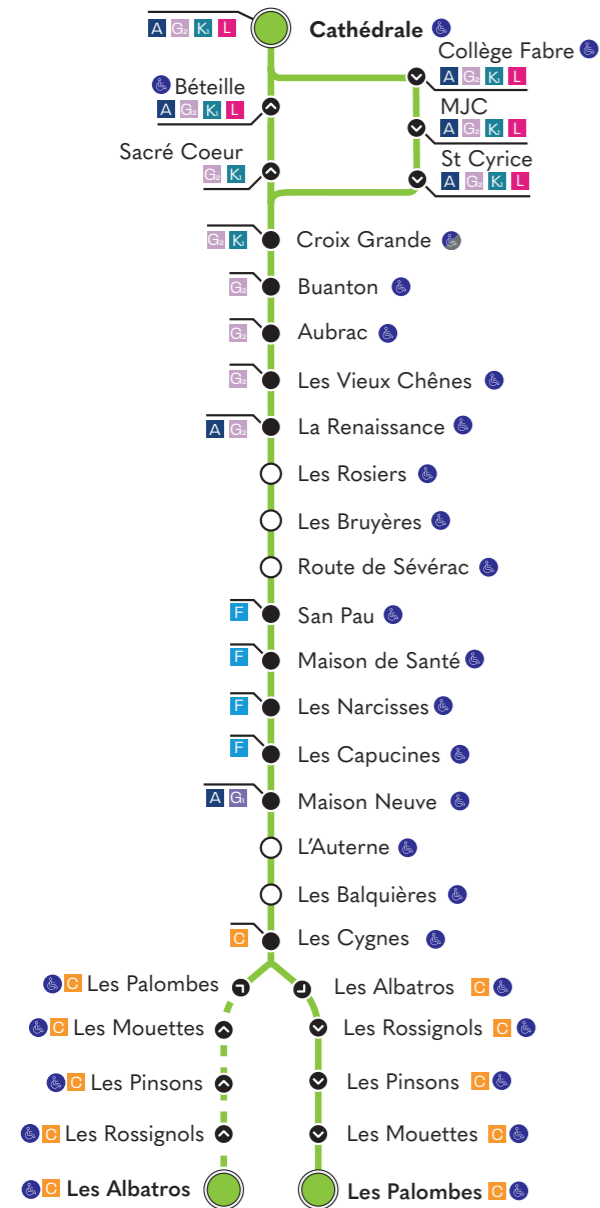 A G₂ K₁ L Cathédrale
Collège Fabre
A G₂ K₁ L
Béteille
A G₂ K₁ L
MJC
A G₂ K₁ L
Sacré Coeur
G₂ K₁
St Cyrice
A G₂ K₁ L
G₂ K₁ Croix Grande
G₂ Buanton
G₂ Aubrac
G₂ Les Vieux Chênes
A G₂ La Renaissance
Les Rosiers
Les Bruyères
Route de Sévérac
F San Pau
F Maison de Santé
F Les Narcisses
F Les Capucines
A G₁ Maison Neuve
L'Auterne
Les Balquières
C Les Cygnes
C Les Palombes
Les Albatros C
C Les Mouettes
Les Rossignols C
C Les Pinsons
Les Pinsons C
C Les Rossignols
Les Mouettes C
C Les Albatros
Les Palombes C